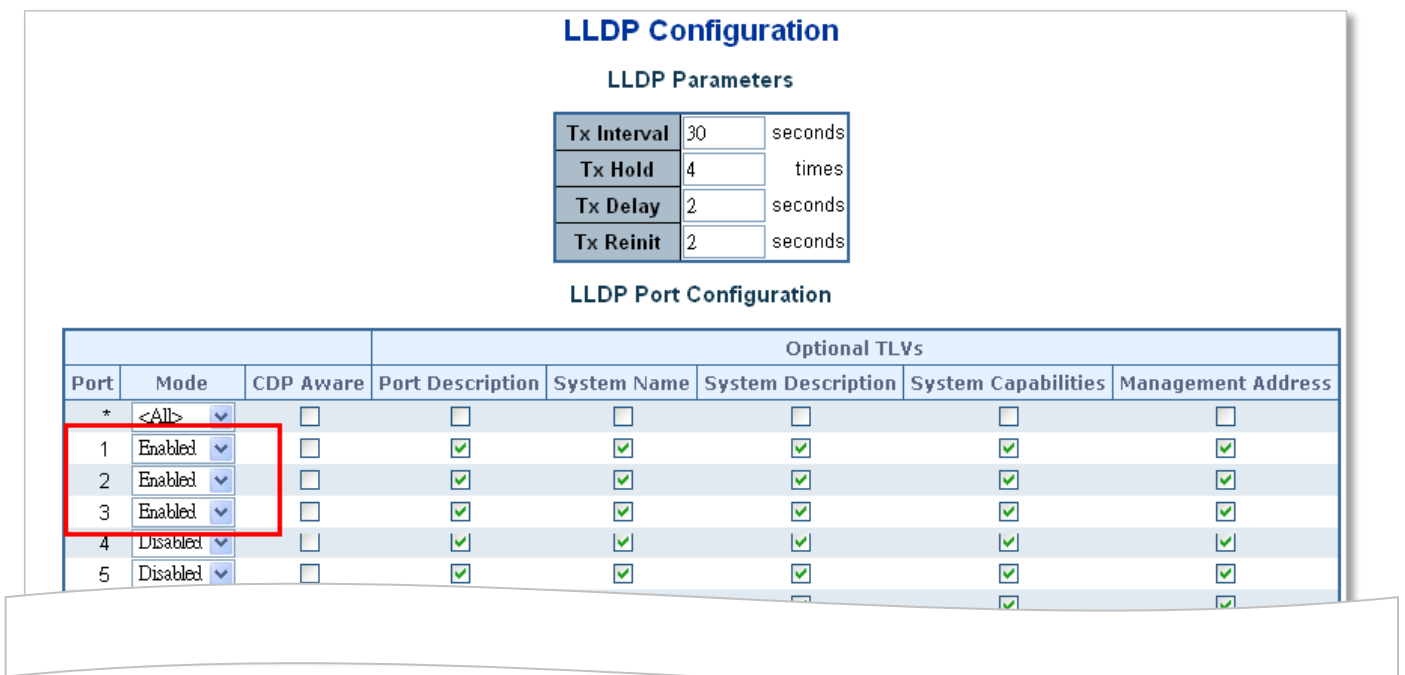 LLDP Configuration
LLDP Parameters
Tx Interval 30 seconds
Tx Hold 4 times
Tx Delay 2 seconds
Tx Reinit 2 seconds
LLDP Port Configuration
Optional TLVs
Port Mode CDP Aware Port Description System Name System Description System Capabilities Management Address
* <All>
1 Enabled
2 Enabled
3 Enabled
4 Disabled
5 Disabled